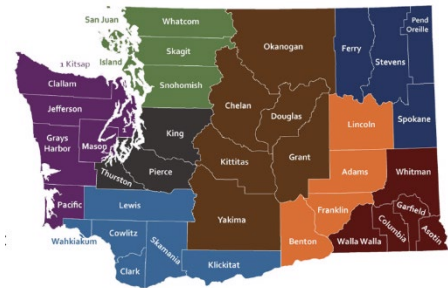 San Juan
Island
Whatcom
Skagit
Snohomish
Okanogan
Ferry
Stevens
Pend
Oreille
1 Kitsap
Clallam
Jefferson
Grays
Harbor
Mason
1
King
Chelan
Douglas
Lincoln
Spokane
Thurston
Pierce
Kittitas
Grant
Adams
Whitman
Pacific
Lewis
Yakima
Franklin
Benton
Walla Walla
Columbia
Garfield
Asotin
Wahkiakum
Cowlitz
Skamania
Clark
Klickitat